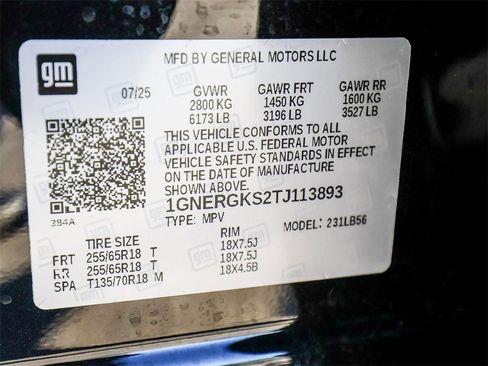 gm
MFD BY GENERAL MOTORS LLC
07/25 GVWR GAWR FRT GAWR RR
2800 KG 1450 KG 1600 KG
6173 LB 3196 LB 3527 LB
THIS VEHICLE CONFORMS TO ALL
APPLICABLE U.S. FEDERAL MOTOR
VEHICLE SAFETY STANDARDS IN EFFECT
ON THE DATE OF MANUFACTURE
SHOWN ABOVE.
384A 1GNERGKS2TJ113893
TYPE: MPV MODEL: 231LB56
TIRE SIZE RIM
FRT 255/65R18 T 18X7.5J
RR 255/65R18 T 18X7.5J
SPA T135/70R18 M 18X4.5B